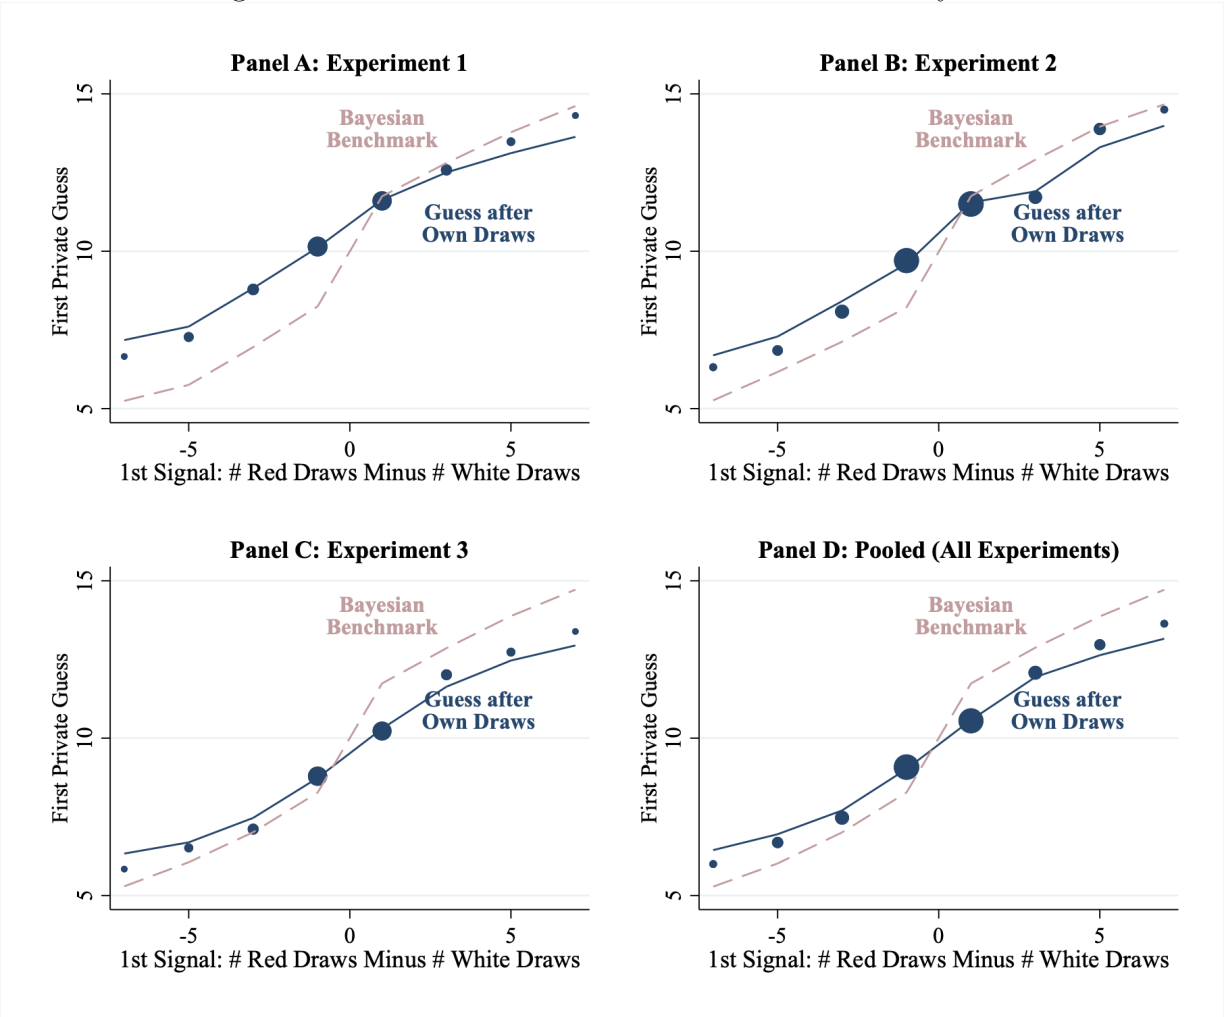 Panel A: Experiment 1
15
10
5
First Private Guess
Bayesian
Benchmark
Guess after
Own Draws
-5 0 5
1st Signal: # Red Draws Minus # White Draws
Panel B: Experiment 2
15
10
5
First Private Guess
Bayesian
Benchmark
Guess after
Own Draws
-5 0 5
1st Signal: # Red Draws Minus # White Draws
Panel C: Experiment 3
15
10
5
First Private Guess
Bayesian
Benchmark
Guess after
Own Draws
-5 0 5
1st Signal: # Red Draws Minus # White Draws
Panel D: Pooled (All Experiments)
15
10
5
First Private Guess
Bayesian
Benchmark
Guess after
Own Draws
-5 0 5
1st Signal: # Red Draws Minus # White Draws